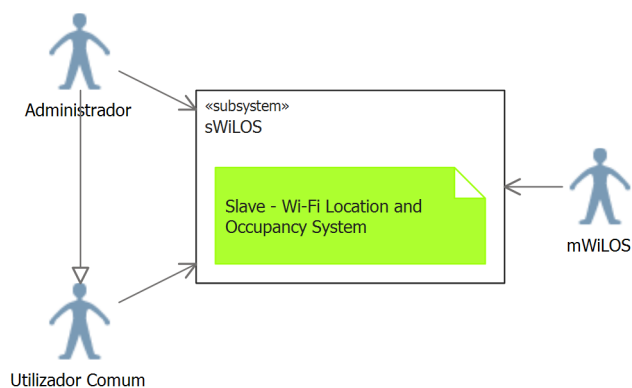 Administrador
«subsystem»
sWiLOS
Slave - Wi-Fi Location and
Occupancy System
mWiLOS
Utilizador Comum